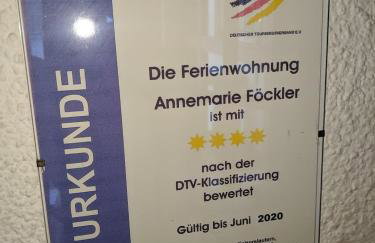 DEUTSCHER TOURISMUSVERBAND E.V.
URKUNDE
Die Ferienwohnung
Annemarie Föckler
ist mit
nach der
DTV-Klassifizierung
bewertet
Gültig bis Juni 2020